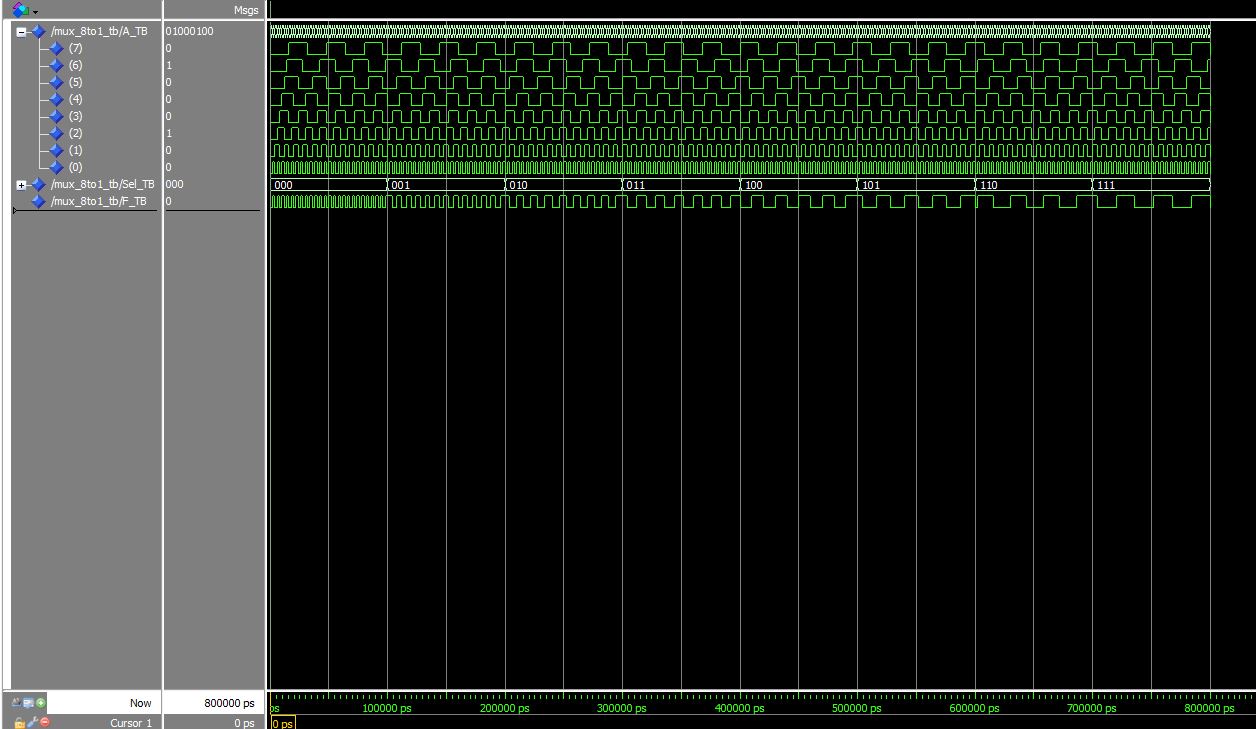 Msgs
/mux_8to1_tb/A_TB 01000100
(7) 0
(6) 1
(5) 0
(4) 0
(3) 0
(2) 1
(1) 0
(0) 0
/mux_8to1_tb/Sel_TB 000 000 001 010 011 100 101 110 111
/mux_8to1_tb/F_TB 0
Now 800000 ps ps 100000 ps 200000 ps 300000 ps 400000 ps 500000 ps 600000 ps 700000 ps 800000 ps
Cursor 1 0 ps 0 ps